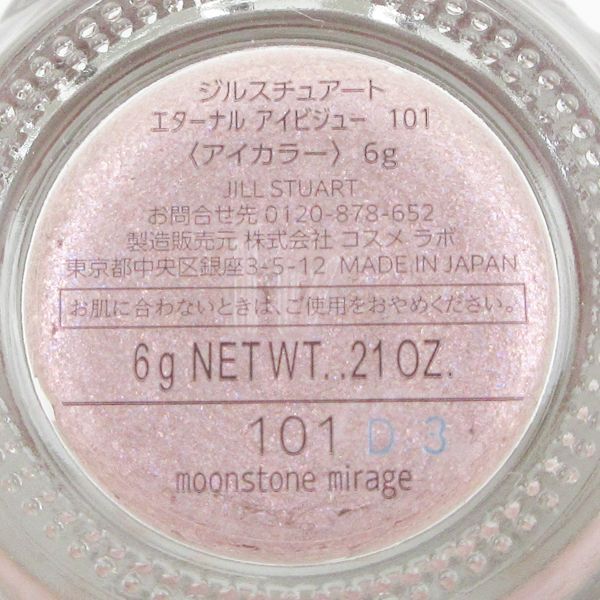 ジルスチュアート
エターナル アイビジュー 101
〈アイカラー〉 6g
JILL STUART
お問合せ先 0120-878-652
製造販売元 株式会社 コスメ ラボ
東京都中央区銀座3-5-12 MADE IN JAPAN
お肌に合わないときは、ご使用をおやめください。
6g NET WT. .21 OZ.
101 D.3
moonstone mirage